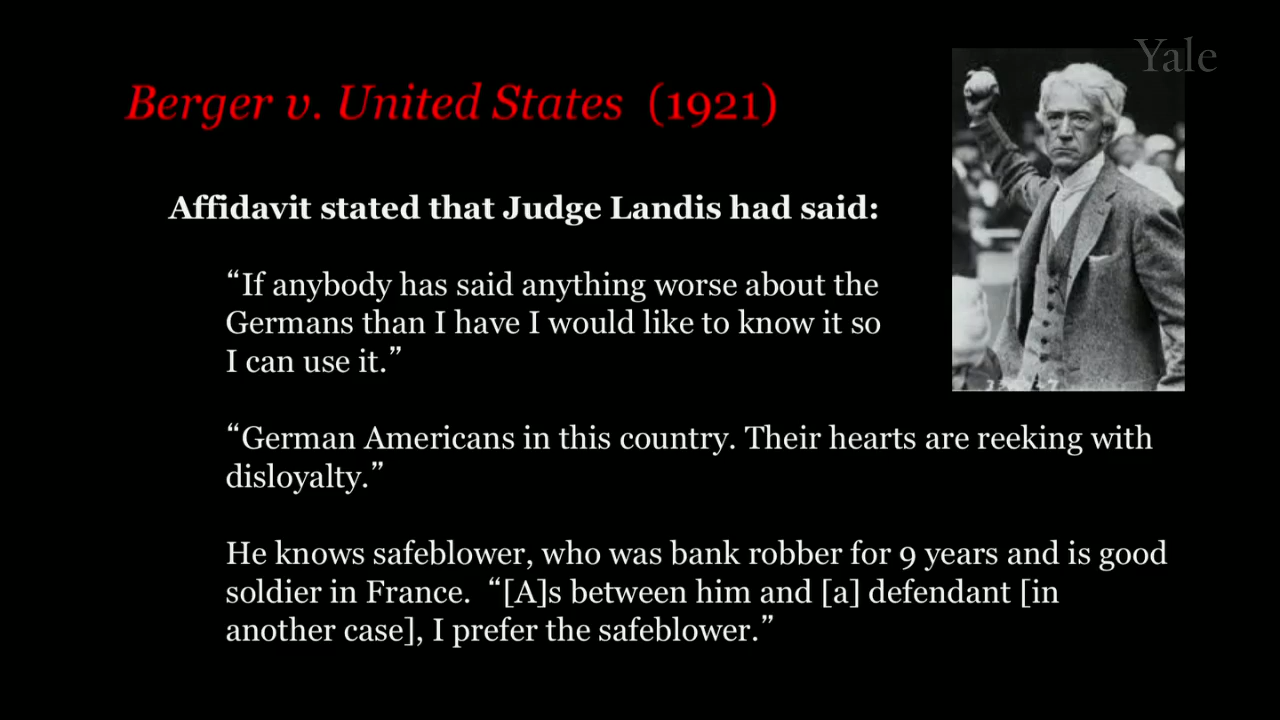 Yale
Berger v. United States (1921)
Affidavit stated that Judge Landis had said:
“If anybody has said anything worse about the
Germans than I have I would like to know it so
I can use it.”
“German Americans in this country. Their hearts are reeking with
disloyalty.”
He knows safeblower, who was bank robber for 9 years and is good
soldier in France. “[A]s between him and [a] defendant [in
another case], I prefer the safeblower.”